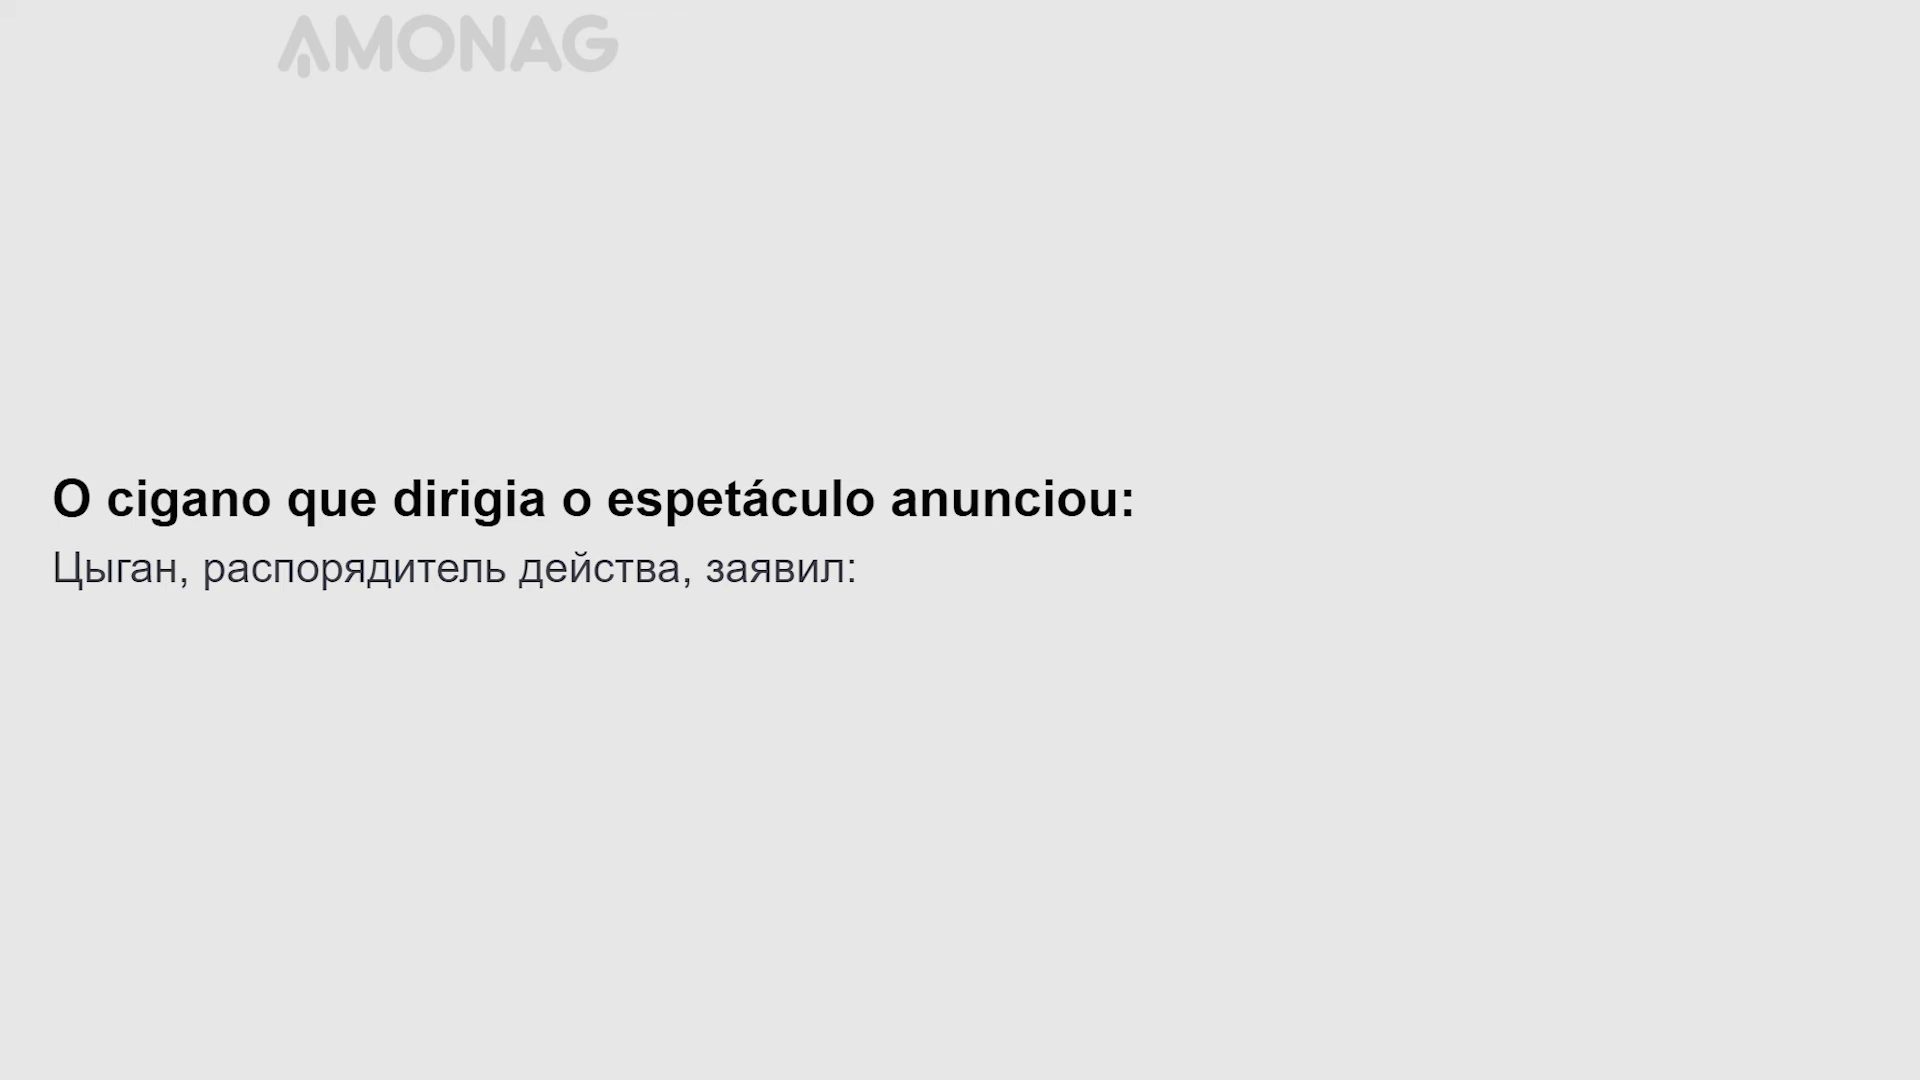 AMONAG
O cigano que dirigia o espetáculo anunciou:
Цыган, распорядитель действа, заявил: